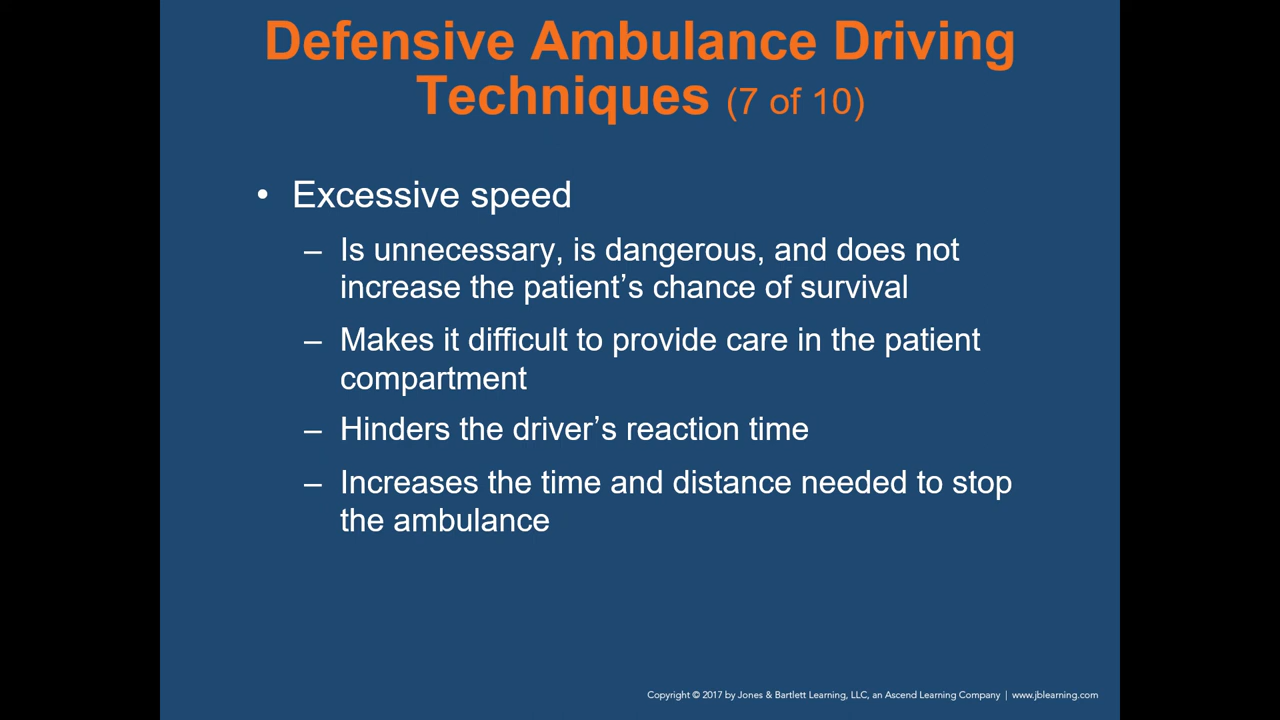 Defensive Ambulance Driving
Techniques (7 of 10)
• Excessive speed
– Is unnecessary, is dangerous, and does not
increase the patient’s chance of survival
– Makes it difficult to provide care in the patient
compartment
– Hinders the driver’s reaction time
– Increases the time and distance needed to stop
the ambulance
Copyright © 2017 by Jones & Bartlett Learning, LLC, an Ascend Learning Company | www.jblearning.com